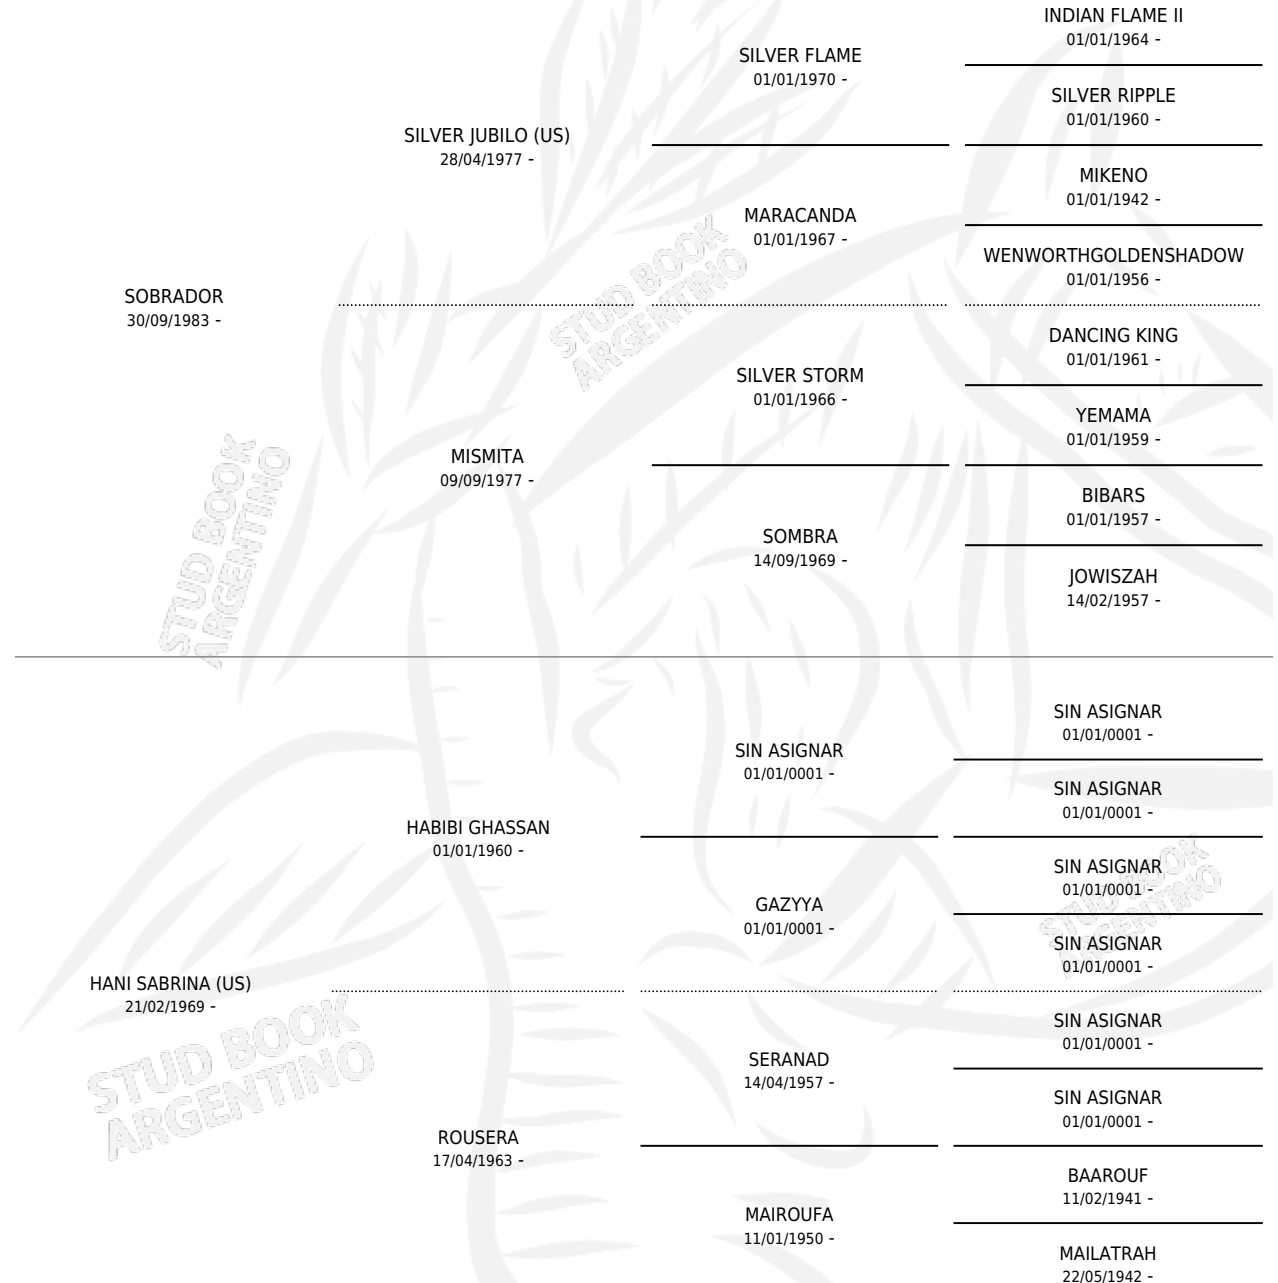 INDIAN FLAME II
01/01/1964 -
SILVER FLAME
01/01/1970 -
SILVER RIPPLE
01/01/1960 -
SILVER JUBILO (US)
28/04/1977 -
MIKENO
01/01/1942 -
MARACANDA
01/01/1967 -
WENWORTHGOLDENSHADOW
01/01/1956 -
SOBRADOR
30/09/1983 -
STUD BOOK
ARGENTINO
DANCING KING
01/01/1961 -
SILVER STORM
01/01/1966 -
YEMAMA
01/01/1959 -
MISMITA
09/09/1977 -
BIBARS
01/01/1957 -
SOMBRA
14/09/1969 -
JOWISZAH
14/02/1957 -
STUD BOOK
ARGENTINO
SIN ASIGNAR
01/01/0001 -
SIN ASIGNAR
01/01/0001 -
SIN ASIGNAR
01/01/0001 -
HABIBI GHASSAN
01/01/1960 -
SIN ASIGNAR
01/01/0001 -
GAZYYA
01/01/0001 -
SIN ASIGNAR
01/01/0001 -
STUD BOOK
ARGENTINO
HANI SABRINA (US)
21/02/1969 -
SIN ASIGNAR
01/01/0001 -
SERANAD
14/04/1957 -
SIN ASIGNAR
01/01/0001 -
STUD BOOK
ARGENTINO
ROUSERA
17/04/1963 -
BAAROUF
11/02/1941 -
MAIROUFA
11/01/1950 -
MAILATRAH
22/05/1942 -